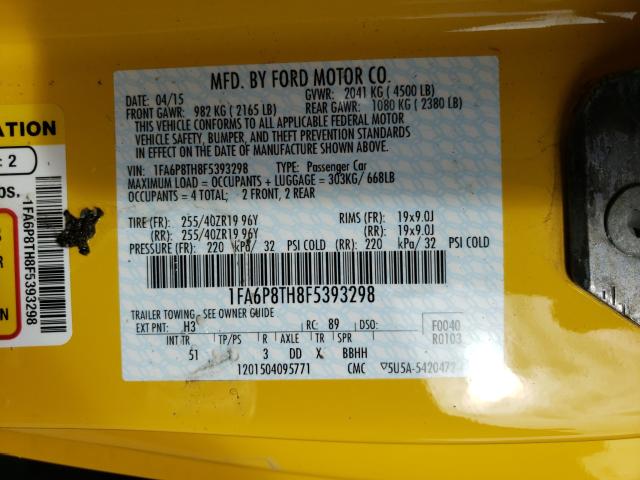 MFD. BY FORD MOTOR CO.
DATE: 04/15 GVWR: 2041 KG ( 4500 LB)
FRONT GAWR: 982 KG ( 2165 LB) REAR GAWR: 1080 KG ( 2380 LB)
THIS VEHICLE CONFORMS TO ALL APPLICABLE FEDERAL MOTOR
VEHICLE SAFETY, BUMPER, AND THEFT PREVENTION STANDARDS
IN EFFECT ON THE DATE OF MANUFACTURE SHOWN ABOVE.
VIN: 1FA6P8TH8F5393298 TYPE: Passenger Car
MAXIMUM LOAD = OCCUPANTS + LUGGAGE = 303KG/ 668LB
OCCUPANTS = 4 TOTAL; 2 FRONT, 2 REAR
TIRE (FR): 255/40ZR19 96Y RIMS (FR): 19x9.0J
(RR): 255/40ZR19 96Y (RR): 19x9.0J
PRESSURE (FR): 220 kPa/ 32 PSI COLD (RR): 220 kPa/ 32 PSI COLD
1FA6P8TH8F5393298
TRAILER TOWING - SEE OWNER GUIDE
EXT PNT: H3 RC: 89 DSO: F0040
R0103
INT TR TP/PS R AXLE TR SPR
51 3 DD X BBHH
1201504095771 CMC ▽5U5A-5420472
ATION
: 2
bs.
1FA6P8TH8F5393298